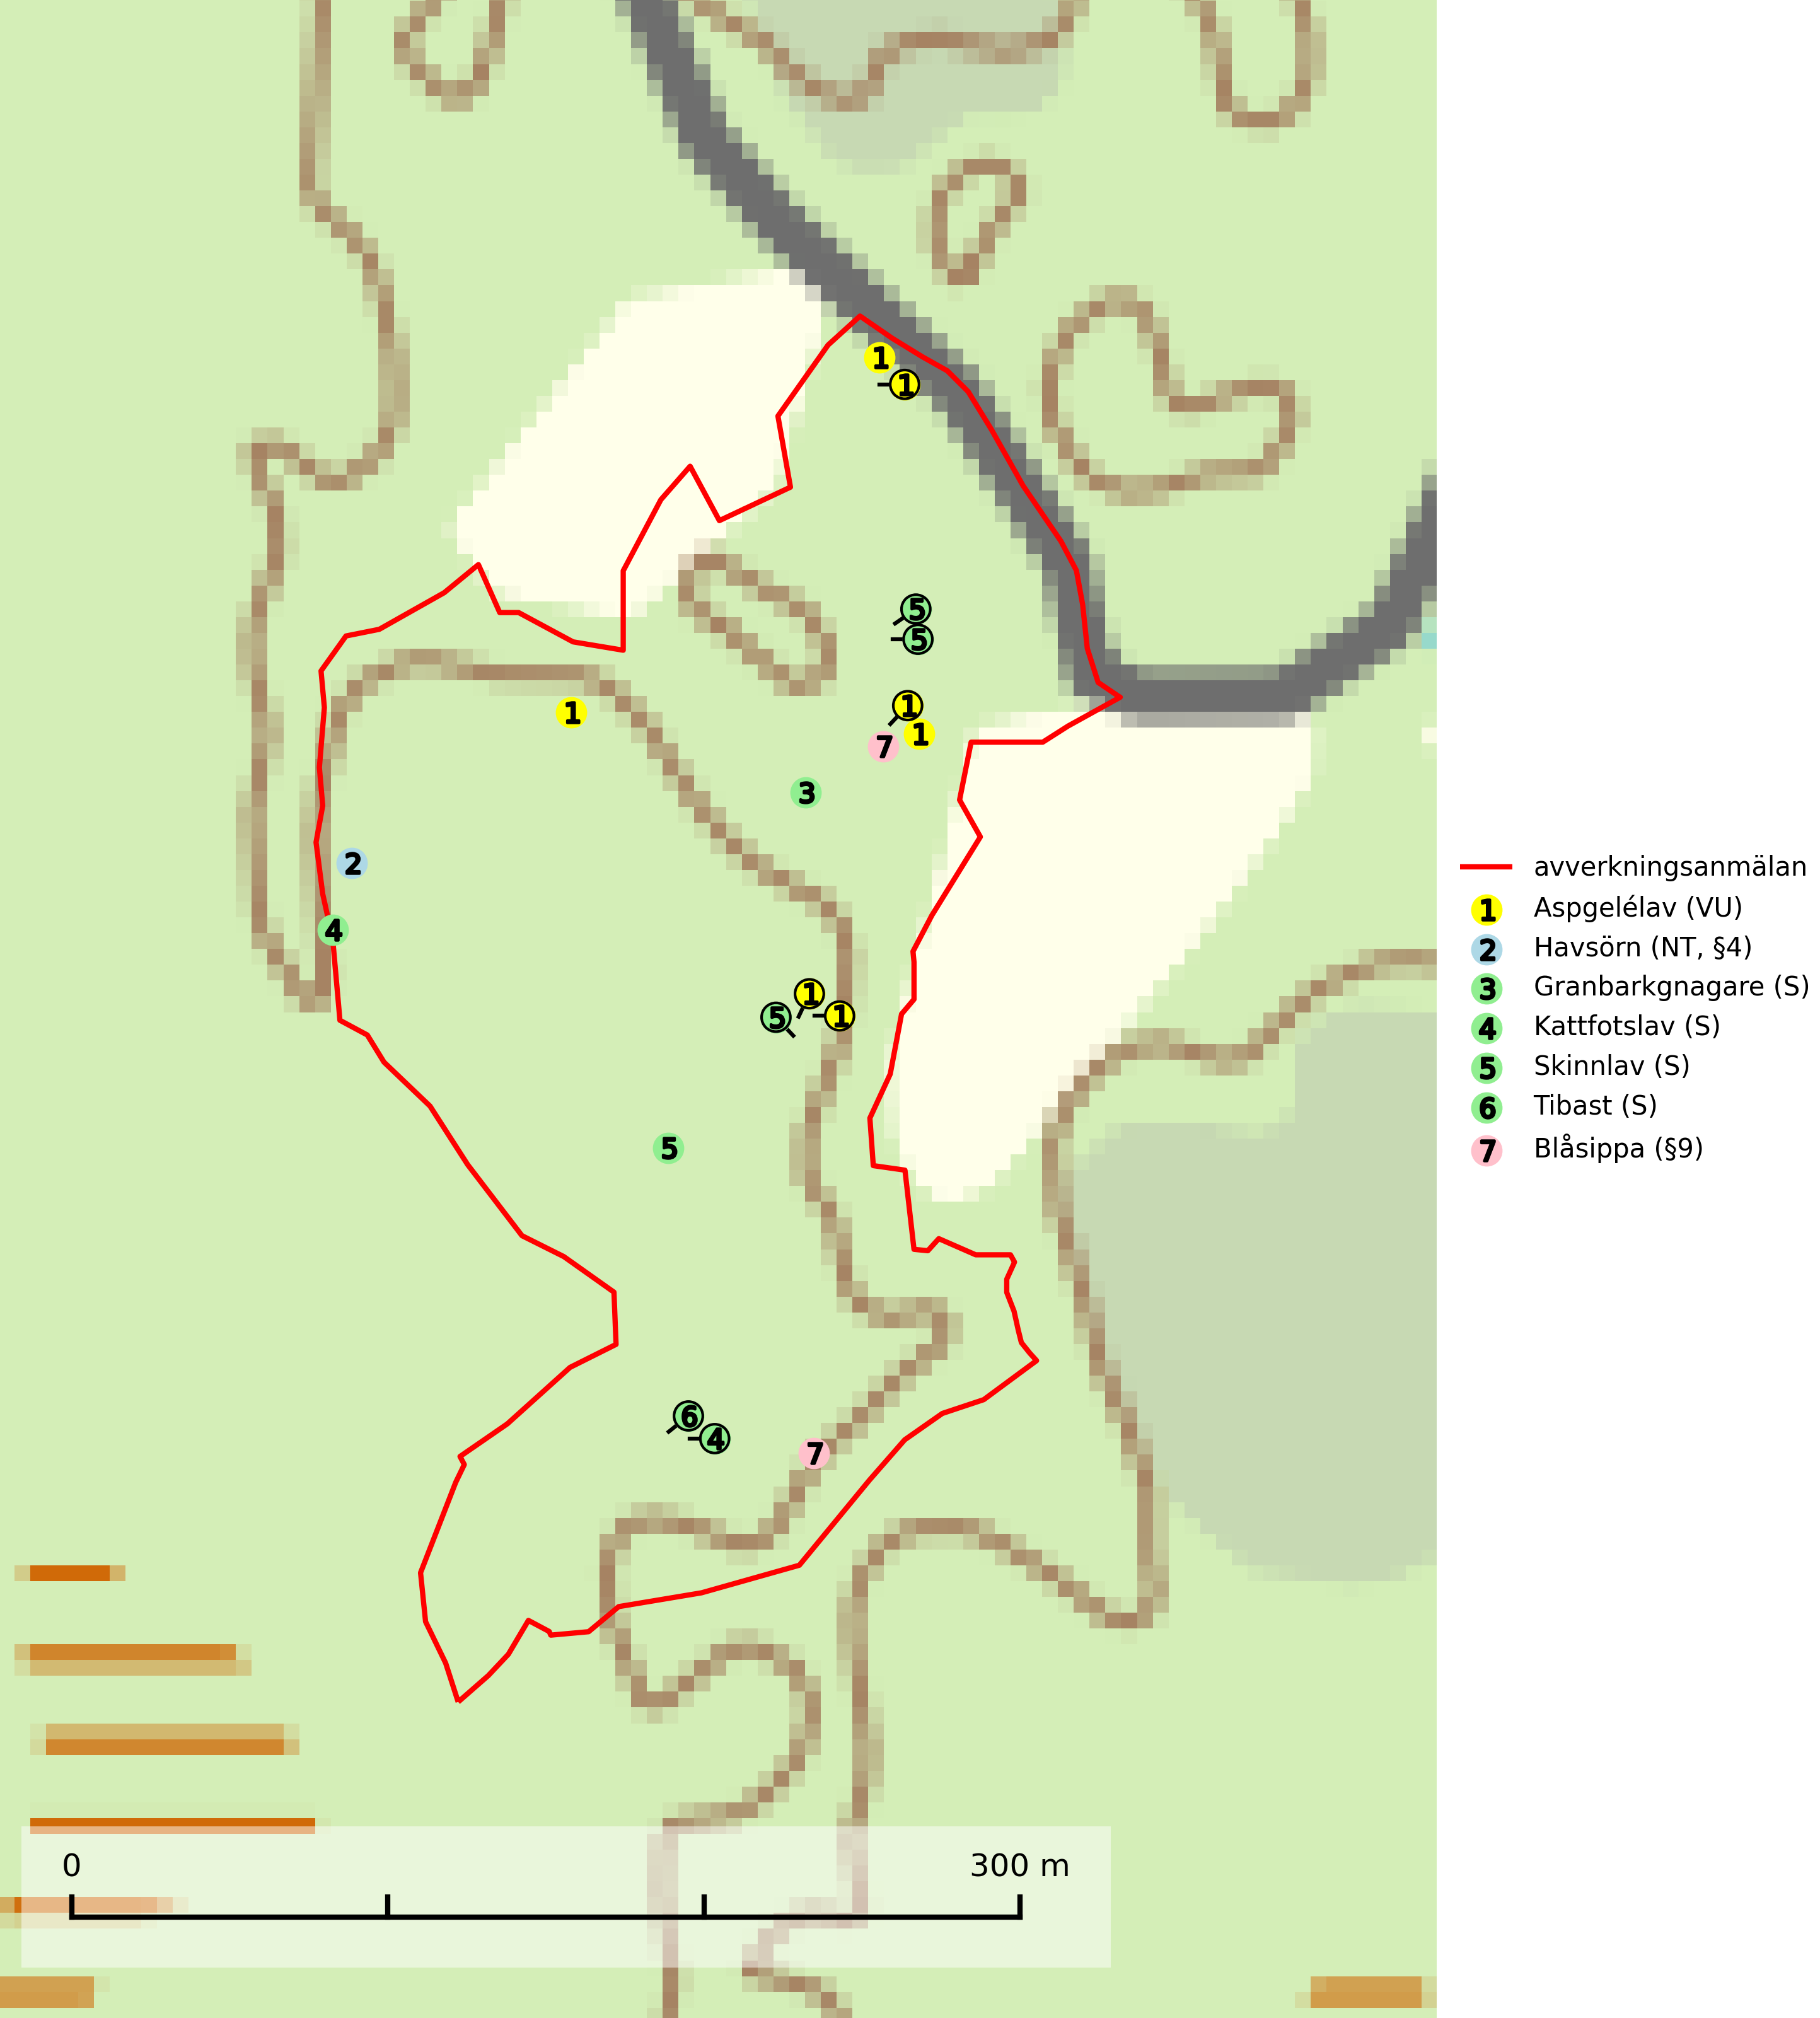 1
1
5
5
1
1
7
1
3
2
4
1
5
1
5
6
4
7
avverkningsanmälan
1 Aspgelélav (VU)
2 Havsörn (NT, §4)
3 Granbarkgnagare (S)
4 Kattfotslav (S)
5 Skinnlav (S)
6 Tibast (S)
7 Blåsippa (§9)
0 300 m